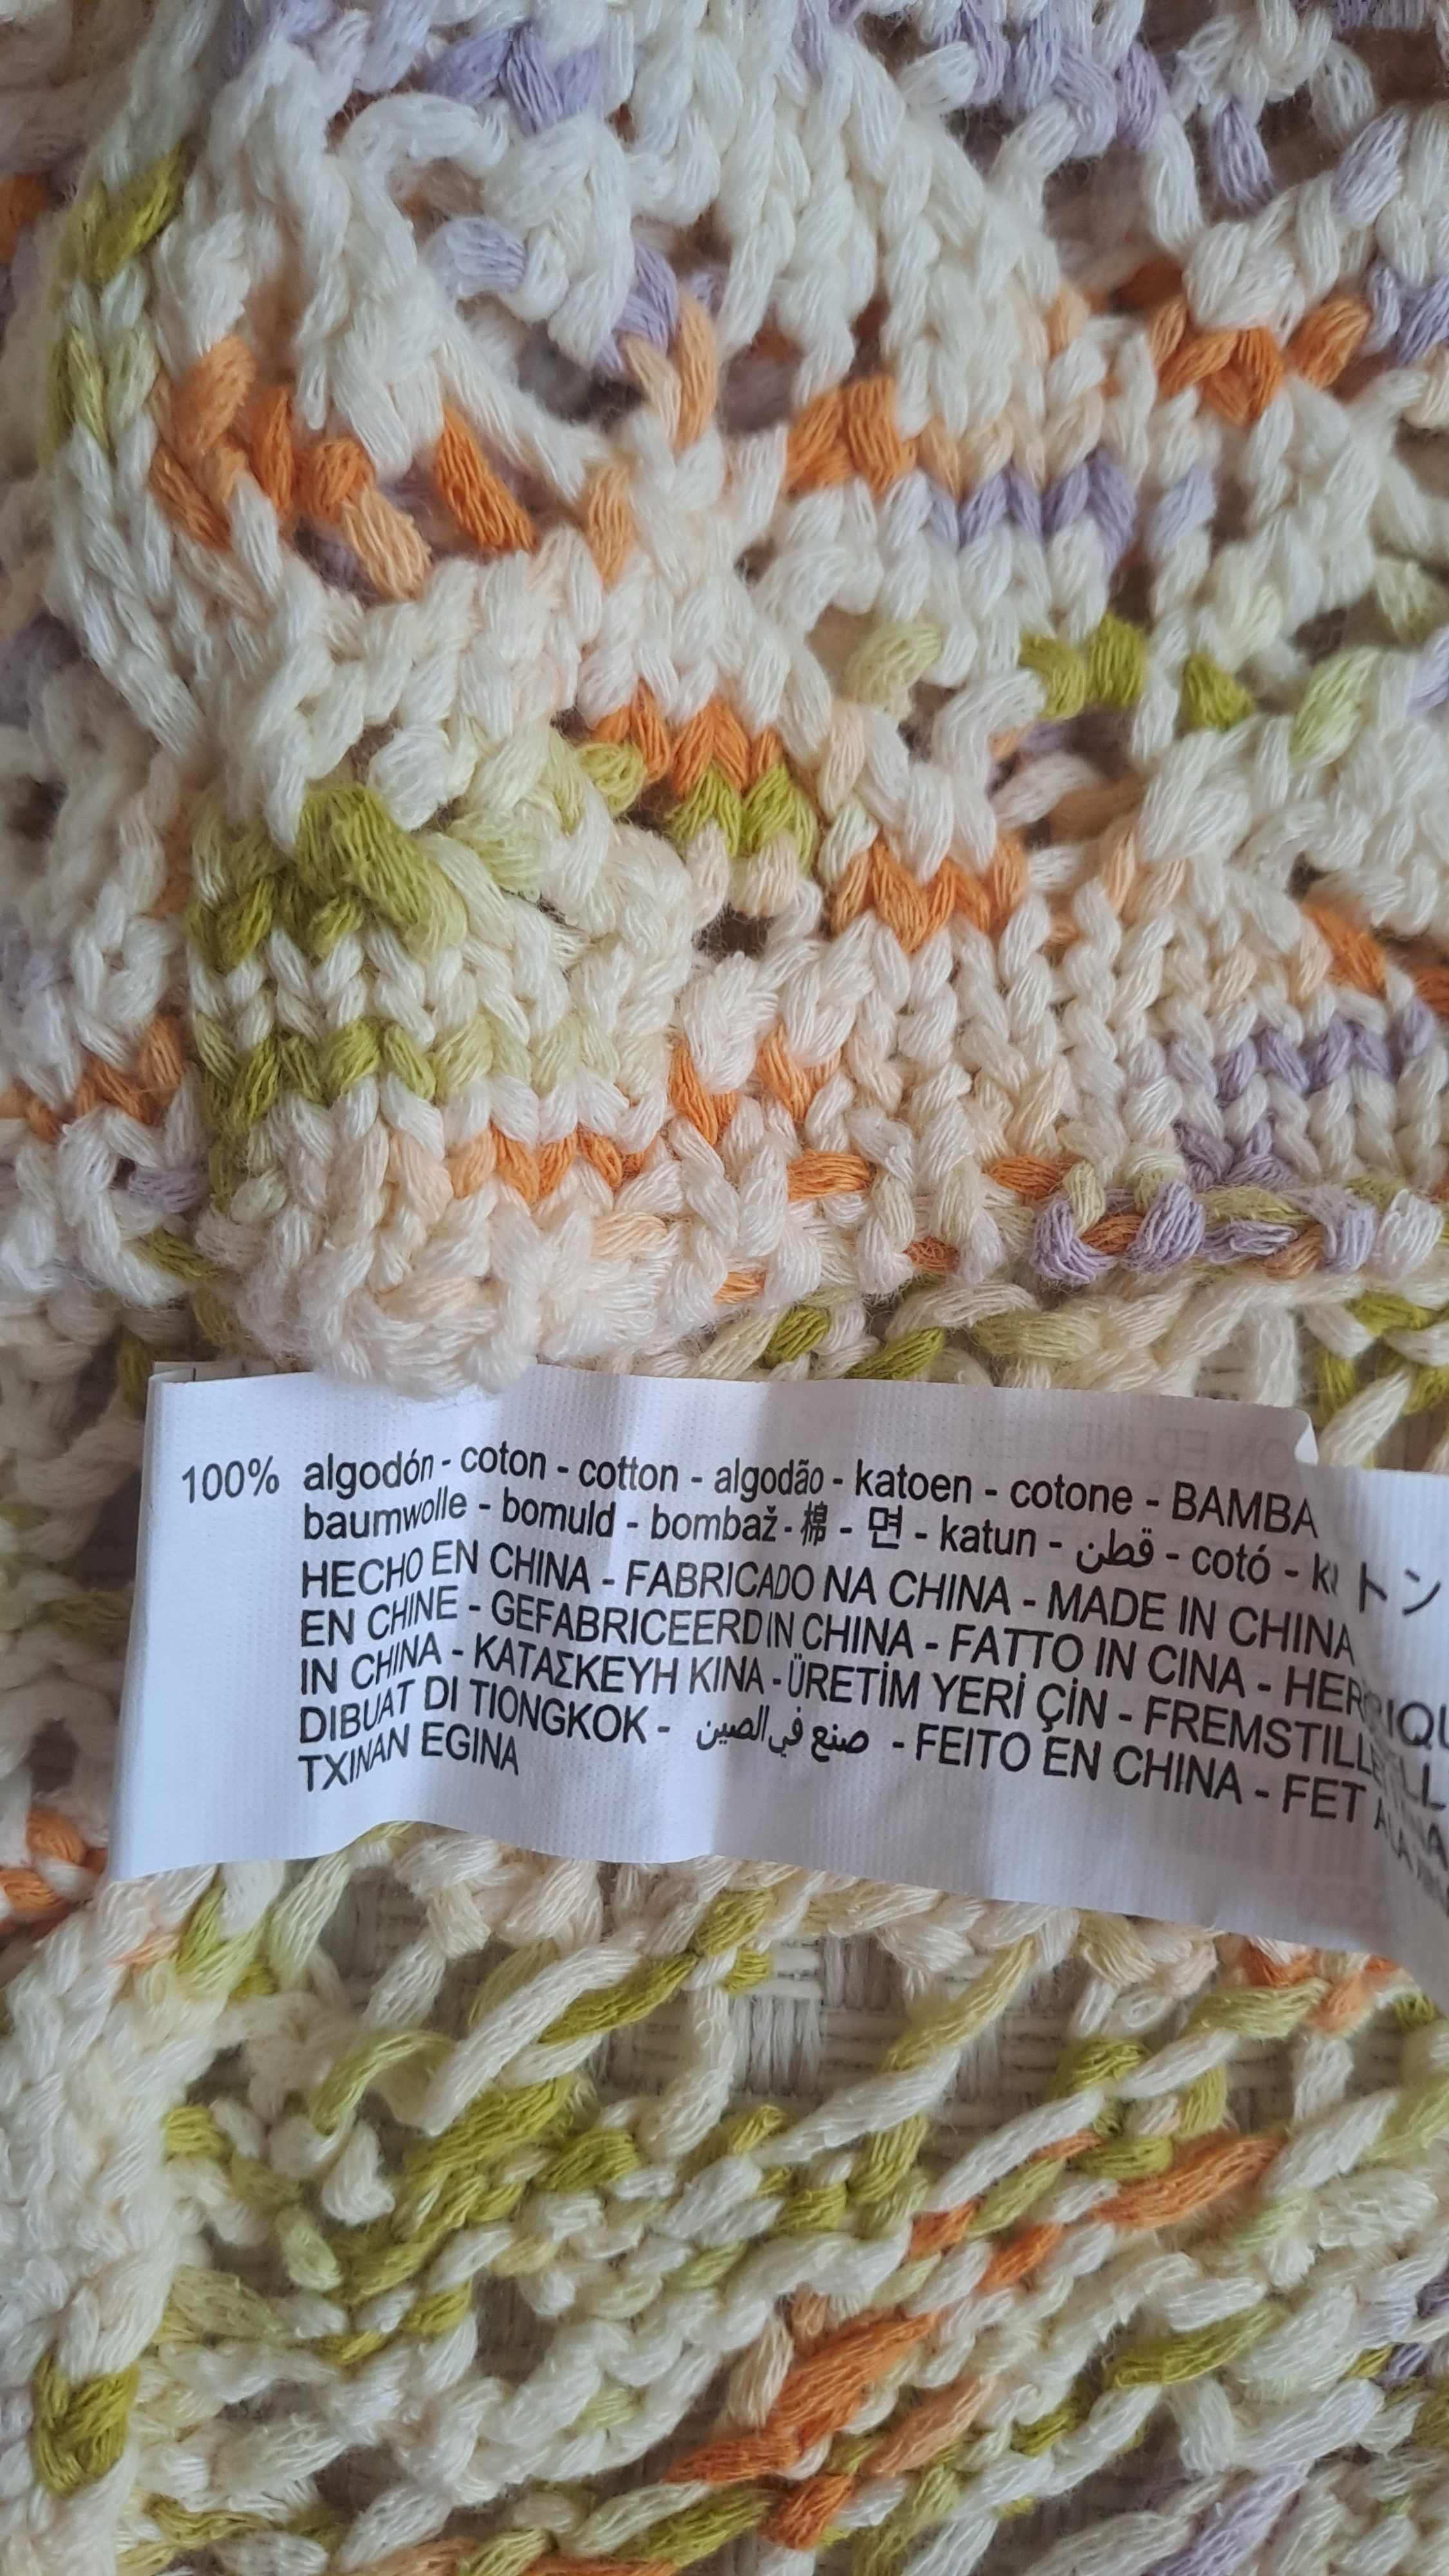 100% algodón - coton - cotton - algodão - katoen - cotone - BAMBA
baumwolle - bomuld - bombaž - 棉 - 면 - katun - قطن - cotó -
HECHO EN CHINA - FABRICADO NA CHINA - MADE IN CHINA
EN CHINE - GEFABRICEERD IN CHINA - FATTO IN CINA -
IN CHINA - ΚΑΤΑΣΚΕΥΗ ΚΙΝΑ - ÜRETİM YERİ ÇİN -
DIBUAT DI TIONGKOK - صنع في الصين - FEITO EN CHINA - FET
TXINAN EGINA